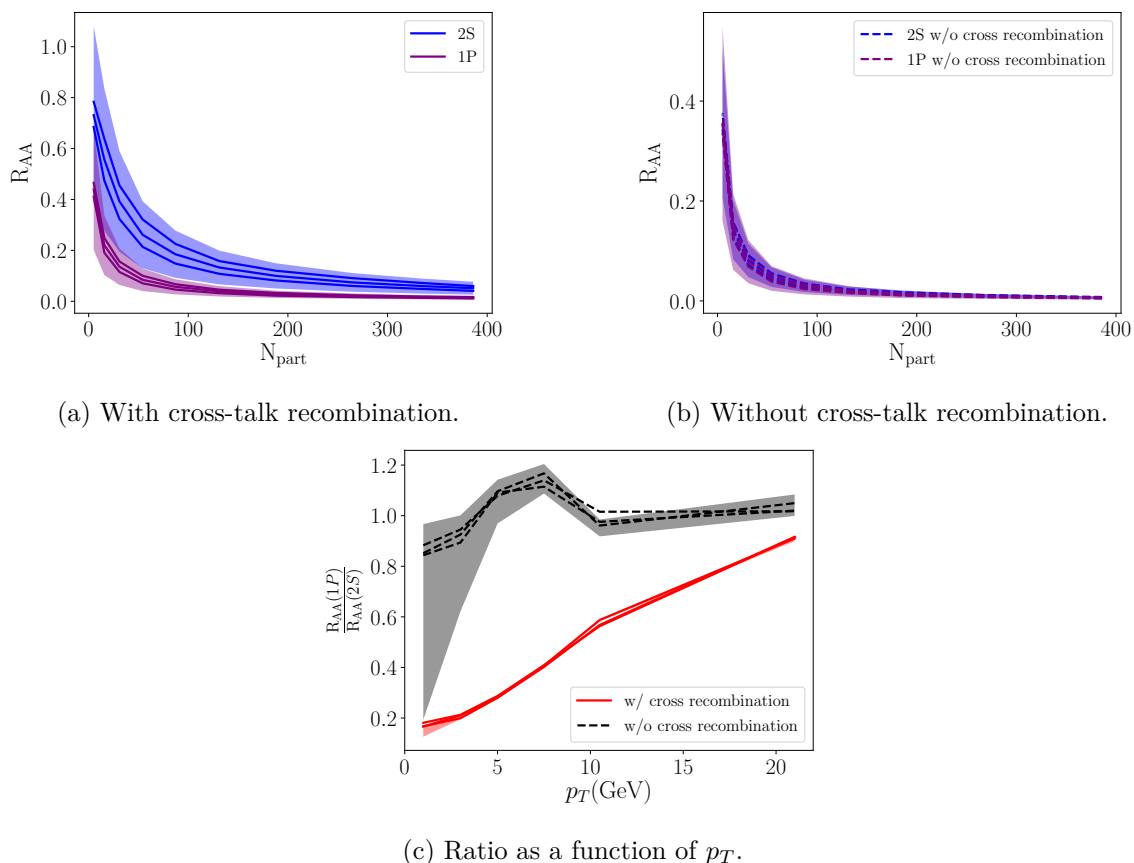 2S
1P
R_AA
1.0
0.8
0.6
0.4
0.2
0.0
0
100
200
300
400
N_part
(a) With cross-talk recombination.
2S w/o cross recombination
1P w/o cross recombination
R_AA
0.4
0.2
0.0
0
100
200
300
400
N_part
(b) Without cross-talk recombination.
R_AA(1P)
R_AA(2S)
1.2
1.0
0.8
0.6
0.4
0.2
w/ cross recombination
w/o cross recombination
0
5
10
15
20
p_T(GeV)
(c) Ratio as a function of p_T.